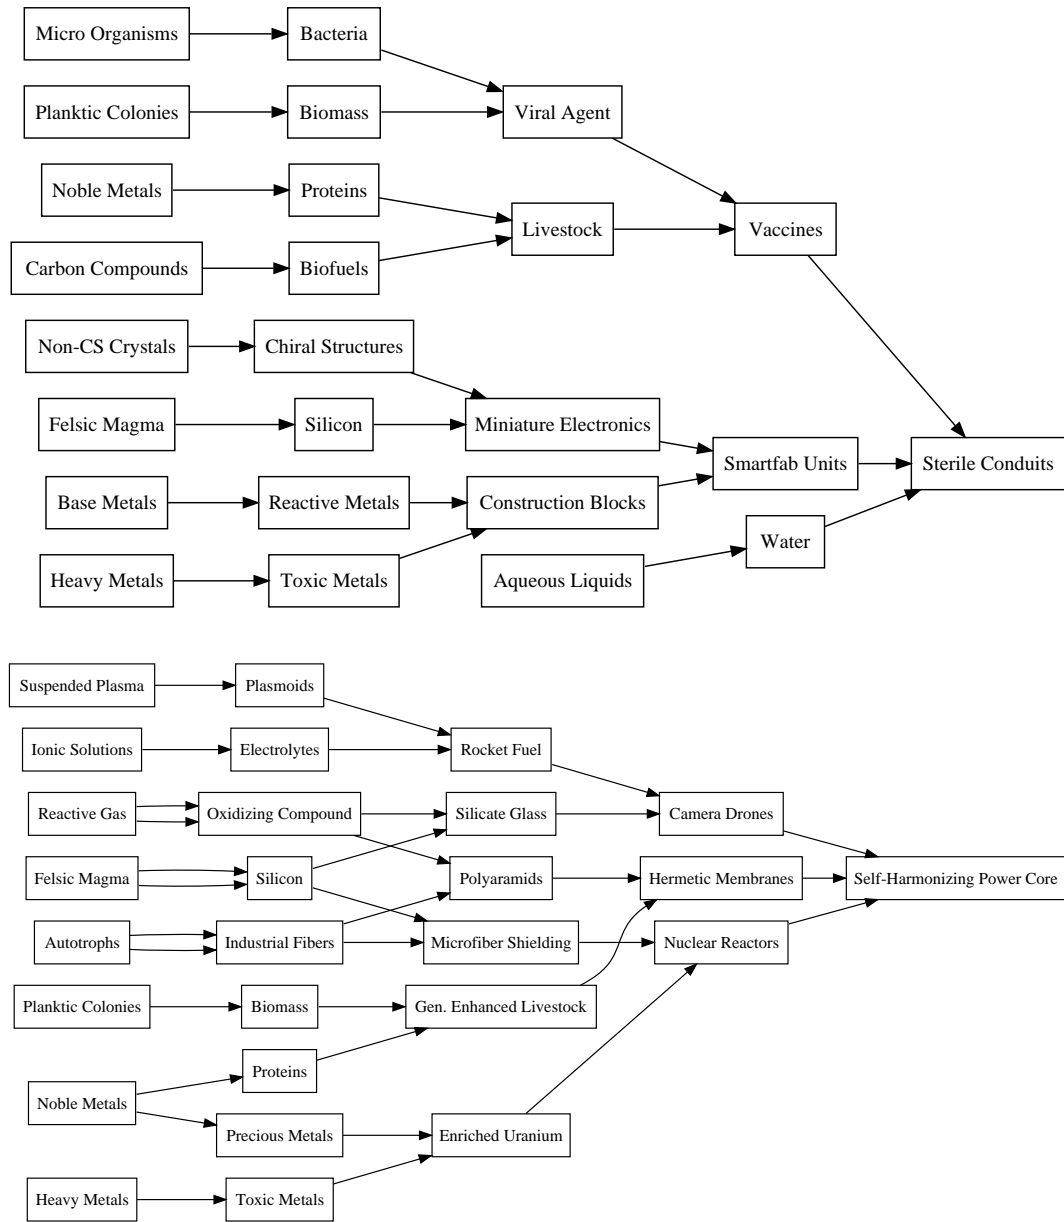 Micro Organisms
Bacteria
Planktic Colonies
Biomass
Viral Agent
Noble Metals
Proteins
Livestock
Vaccines
Carbon Compounds
Biofuels
Non-CS Crystals
Chiral Structures
Felsic Magma
Silicon
Miniature Electronics
Smartfab Units
Sterile Conduits
Base Metals
Reactive Metals
Construction Blocks
Water
Heavy Metals
Toxic Metals
Aqueous Liquids
Suspended Plasma
Plasmoids
Ionic Solutions
Electrolytes
Rocket Fuel
Reactive Gas
Oxidizing Compound
Silicate Glass
Camera Drones
Felsic Magma
Silicon
Polyaramids
Hermetic Membranes
Self-Harmonizing Power Core
Autotrophs
Industrial Fibers
Microfiber Shielding
Nuclear Reactors
Planktic Colonies
Biomass
Gen. Enhanced Livestock
Proteins
Noble Metals
Precious Metals
Enriched Uranium
Heavy Metals
Toxic Metals